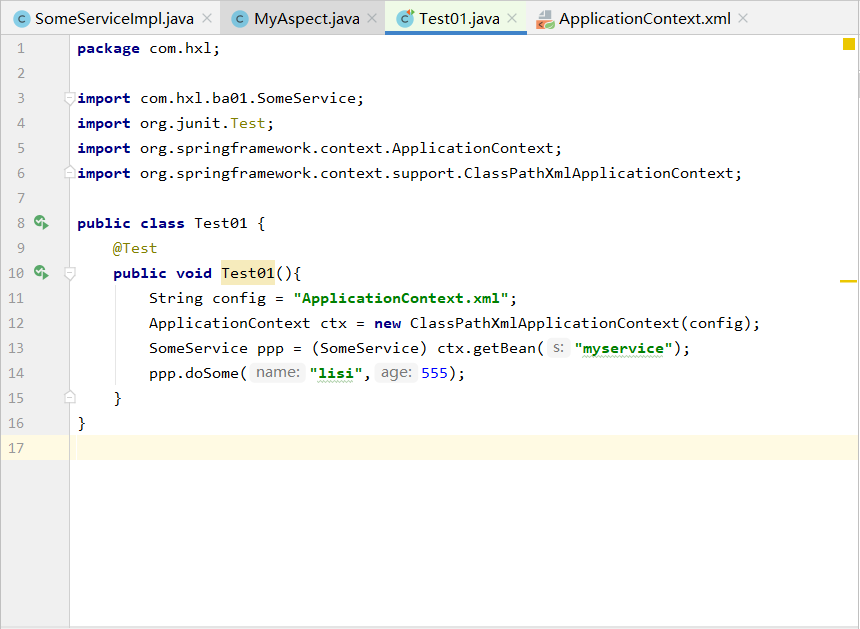 SomeServiceImpl.java MyAspect.java Test01.java ApplicationContext.xml
1 package com.hxl;
2
3 import com.hxl.ba01.SomeService;
4 import org.junit.Test;
5 import org.springframework.context.ApplicationContext;
6 import org.springframework.context.support.ClassPathXmlApplicationContext;
7
8 public class Test01 {
9     @Test
10     public void Test01(){
11         String config = "ApplicationContext.xml";
12         ApplicationContext ctx = new ClassPathXmlApplicationContext(config);
13         SomeService ppp = (SomeService) ctx.getBean( s: "myservice");
14         ppp.doSome( name: "lisi", age: 555);
15     }
16 }
17